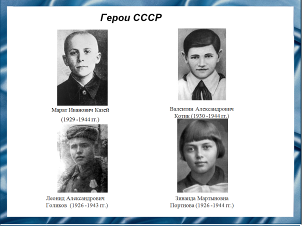 Герои СССР
Марат Иванович Казей
(1929 -1944 гг.)
Валентин Александрович
Котик (1930 -1944 гг.)
Леонид Александрович
Голиков (1926 -1943 гг.)
Зинаида Мартыновна
Портнова (1926 -1944 гг.)